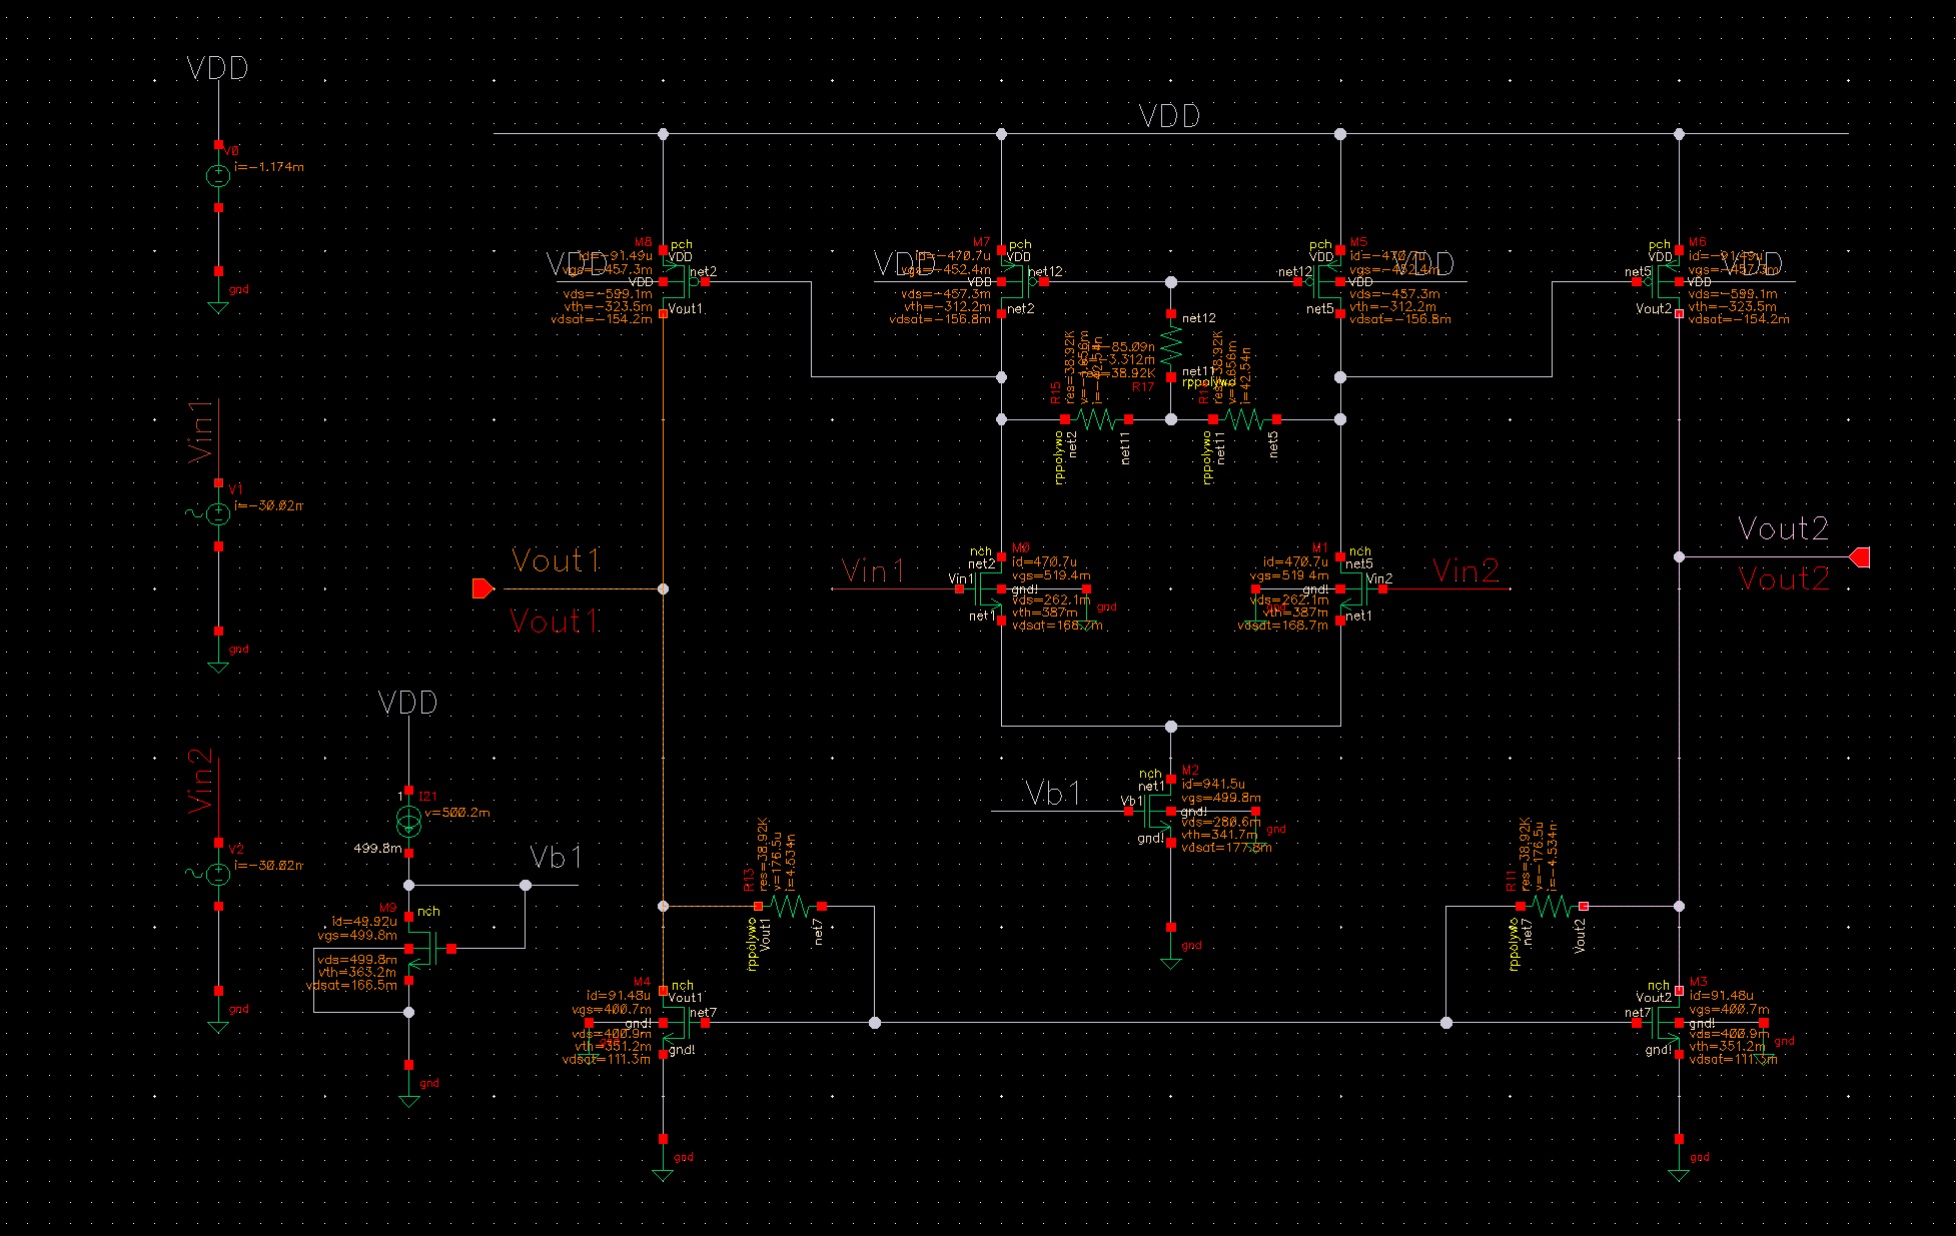 VDD
V0
i=-1.174m
gnd
VDD
M8
pch
id=-91.49u
VDD
vgs=-457.3m
VDD
net2
VDD
vds=-599.1m
vth=-323.5m
Vout1
vdsat=-154.2m
M7
pch
id=-470.7u
VDD
vgs=-452.4m
VDD
net12
VDD
vds=-457.3m
vth=-312.2m
net2
vdsat=-156.8m
M5
pch
id=-470.7u
VDD
vgs=-452.4m
VDD
net12
VDD
vds=-457.3m
vth=-312.2m
net5
vdsat=-156.8m
M6
pch
id=-91.49u
VDD
vgs=-457.3m
VDD
net5
VDD
vds=-599.1m
vth=-323.5m
Vout2
vdsat=-154.2m
net12
-85.09n
-3.312m
38.92K
net11
rppolywo
R17
R15
res=38.92K
rppolywo
net2
net11
res=38.92K
i=42.54n
rppolywo
net11
net5
Vin1
V1
i=-30.02n
gnd
Vout1
Vout1
Vin1
nch
M0
net2
id=470.7u
vgs=519.4m
Vin1
gnd!
gnd
vds=262.1m
vth=387m
net1
vdsat=168.7m
Vin2
M1
nch
id=470.7u
net5
vgs=519.4m
Vin2
gnd!
vds=262.1m
vth=387m
net1
vdsat=168.7m
Vout2
Vout2
Vin2
V2
i=-30.02n
gnd
VDD
1
I21
v=500.2m
499.8m
Vb1
M9
nch
id=49.92u
vgs=499.8m
vds=499.8m
vth=363.2m
vdsat=166.5m
gnd
Vb1
nch
M2
net1
id=941.5u
vgs=499.8m
Vb1
gnd!
vds=280.6m
gnd
vth=341.7m
gnd!
vdsat=177.8m
gnd
R13
res=38.92K
v=176.5u
i=4.534n
rppolywo
Vout1
net7
R11
res=38.92K
v=-176.5u
i=-4.534n
rppolywo
net7
Vout2
M4
nch
id=91.48u
Vout1
vgs=400.7m
net7
gnd!
vds=400.9m
vth=351.2m
gnd!
vdsat=111.3m
gnd
M3
nch
id=91.48u
Vout2
vgs=400.7m
net7
gnd!
vds=400.9m
gnd
vth=351.2m
gnd!
vdsat=111.3m
gnd